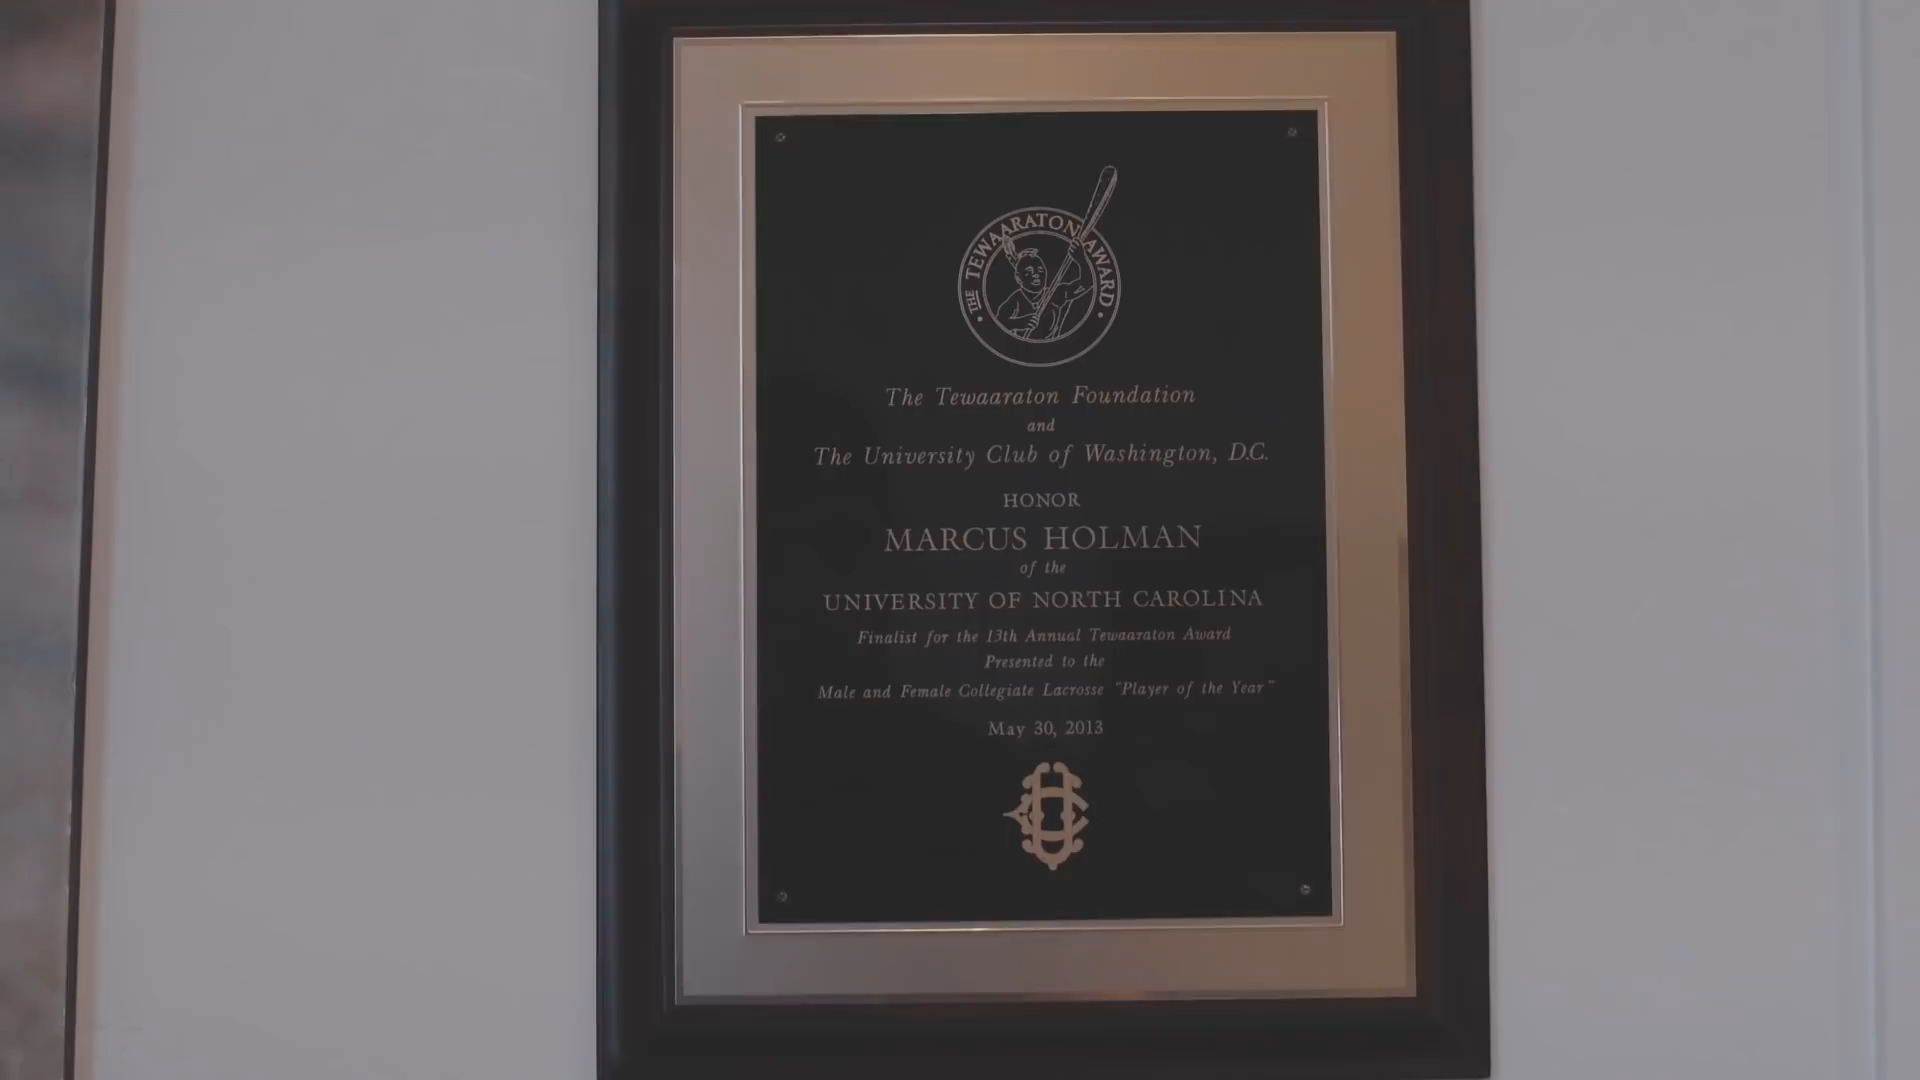 • THE TEWAARATON AWARD •
The Tewaaraton Foundation
and
The University Club of Washington, D.C.
HONOR
MARCUS HOLMAN
of the
UNIVERSITY OF NORTH CAROLINA
Finalist for the 13th Annual Tewaaraton Award
Presented to the
Male and Female Collegiate Lacrosse "Player of the Year"
May 30, 2013